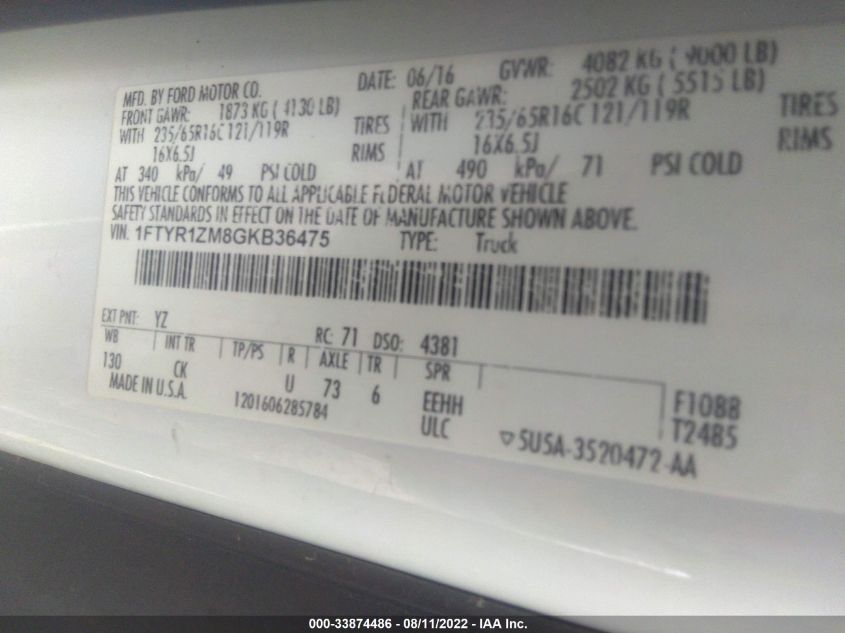 MFD. BY FORD MOTOR CO. DATE: 06/16 GVWR: 4082 KG ( 9000 LB)
FRONT GAWR: 1873 KG ( 4130 LB) REAR GAWR: 2502 KG ( 5515 LB)
WITH 235/65R16C 121/119R TIRES WITH 235/65R16C 121/119R TIRES
16X6.5J RIMS 16X6.5J RIMS
AT 340 kPa/ 49 PSI COLD AT 490 kPa/ 71 PSI COLD
THIS VEHICLE CONFORMS TO ALL APPLICABLE FEDERAL MOTOR VEHICLE
SAFETY STANDARDS IN EFFECT ON THE DATE OF MANUFACTURE SHOWN ABOVE.
VIN: 1FTYR1ZM8GKB36475 TYPE: Truck
EXT PNT: YZ RC: 71 DSO: 4381
WB INT TR TP/PS R AXLE TR SPR
130 CK U 73 6 EEHH F1088
MADE IN U.S.A. 1201606285784 ULC T2485
▽5U5A-3520472-AA
000-33874486 - 08/11/2022 - IAA Inc.